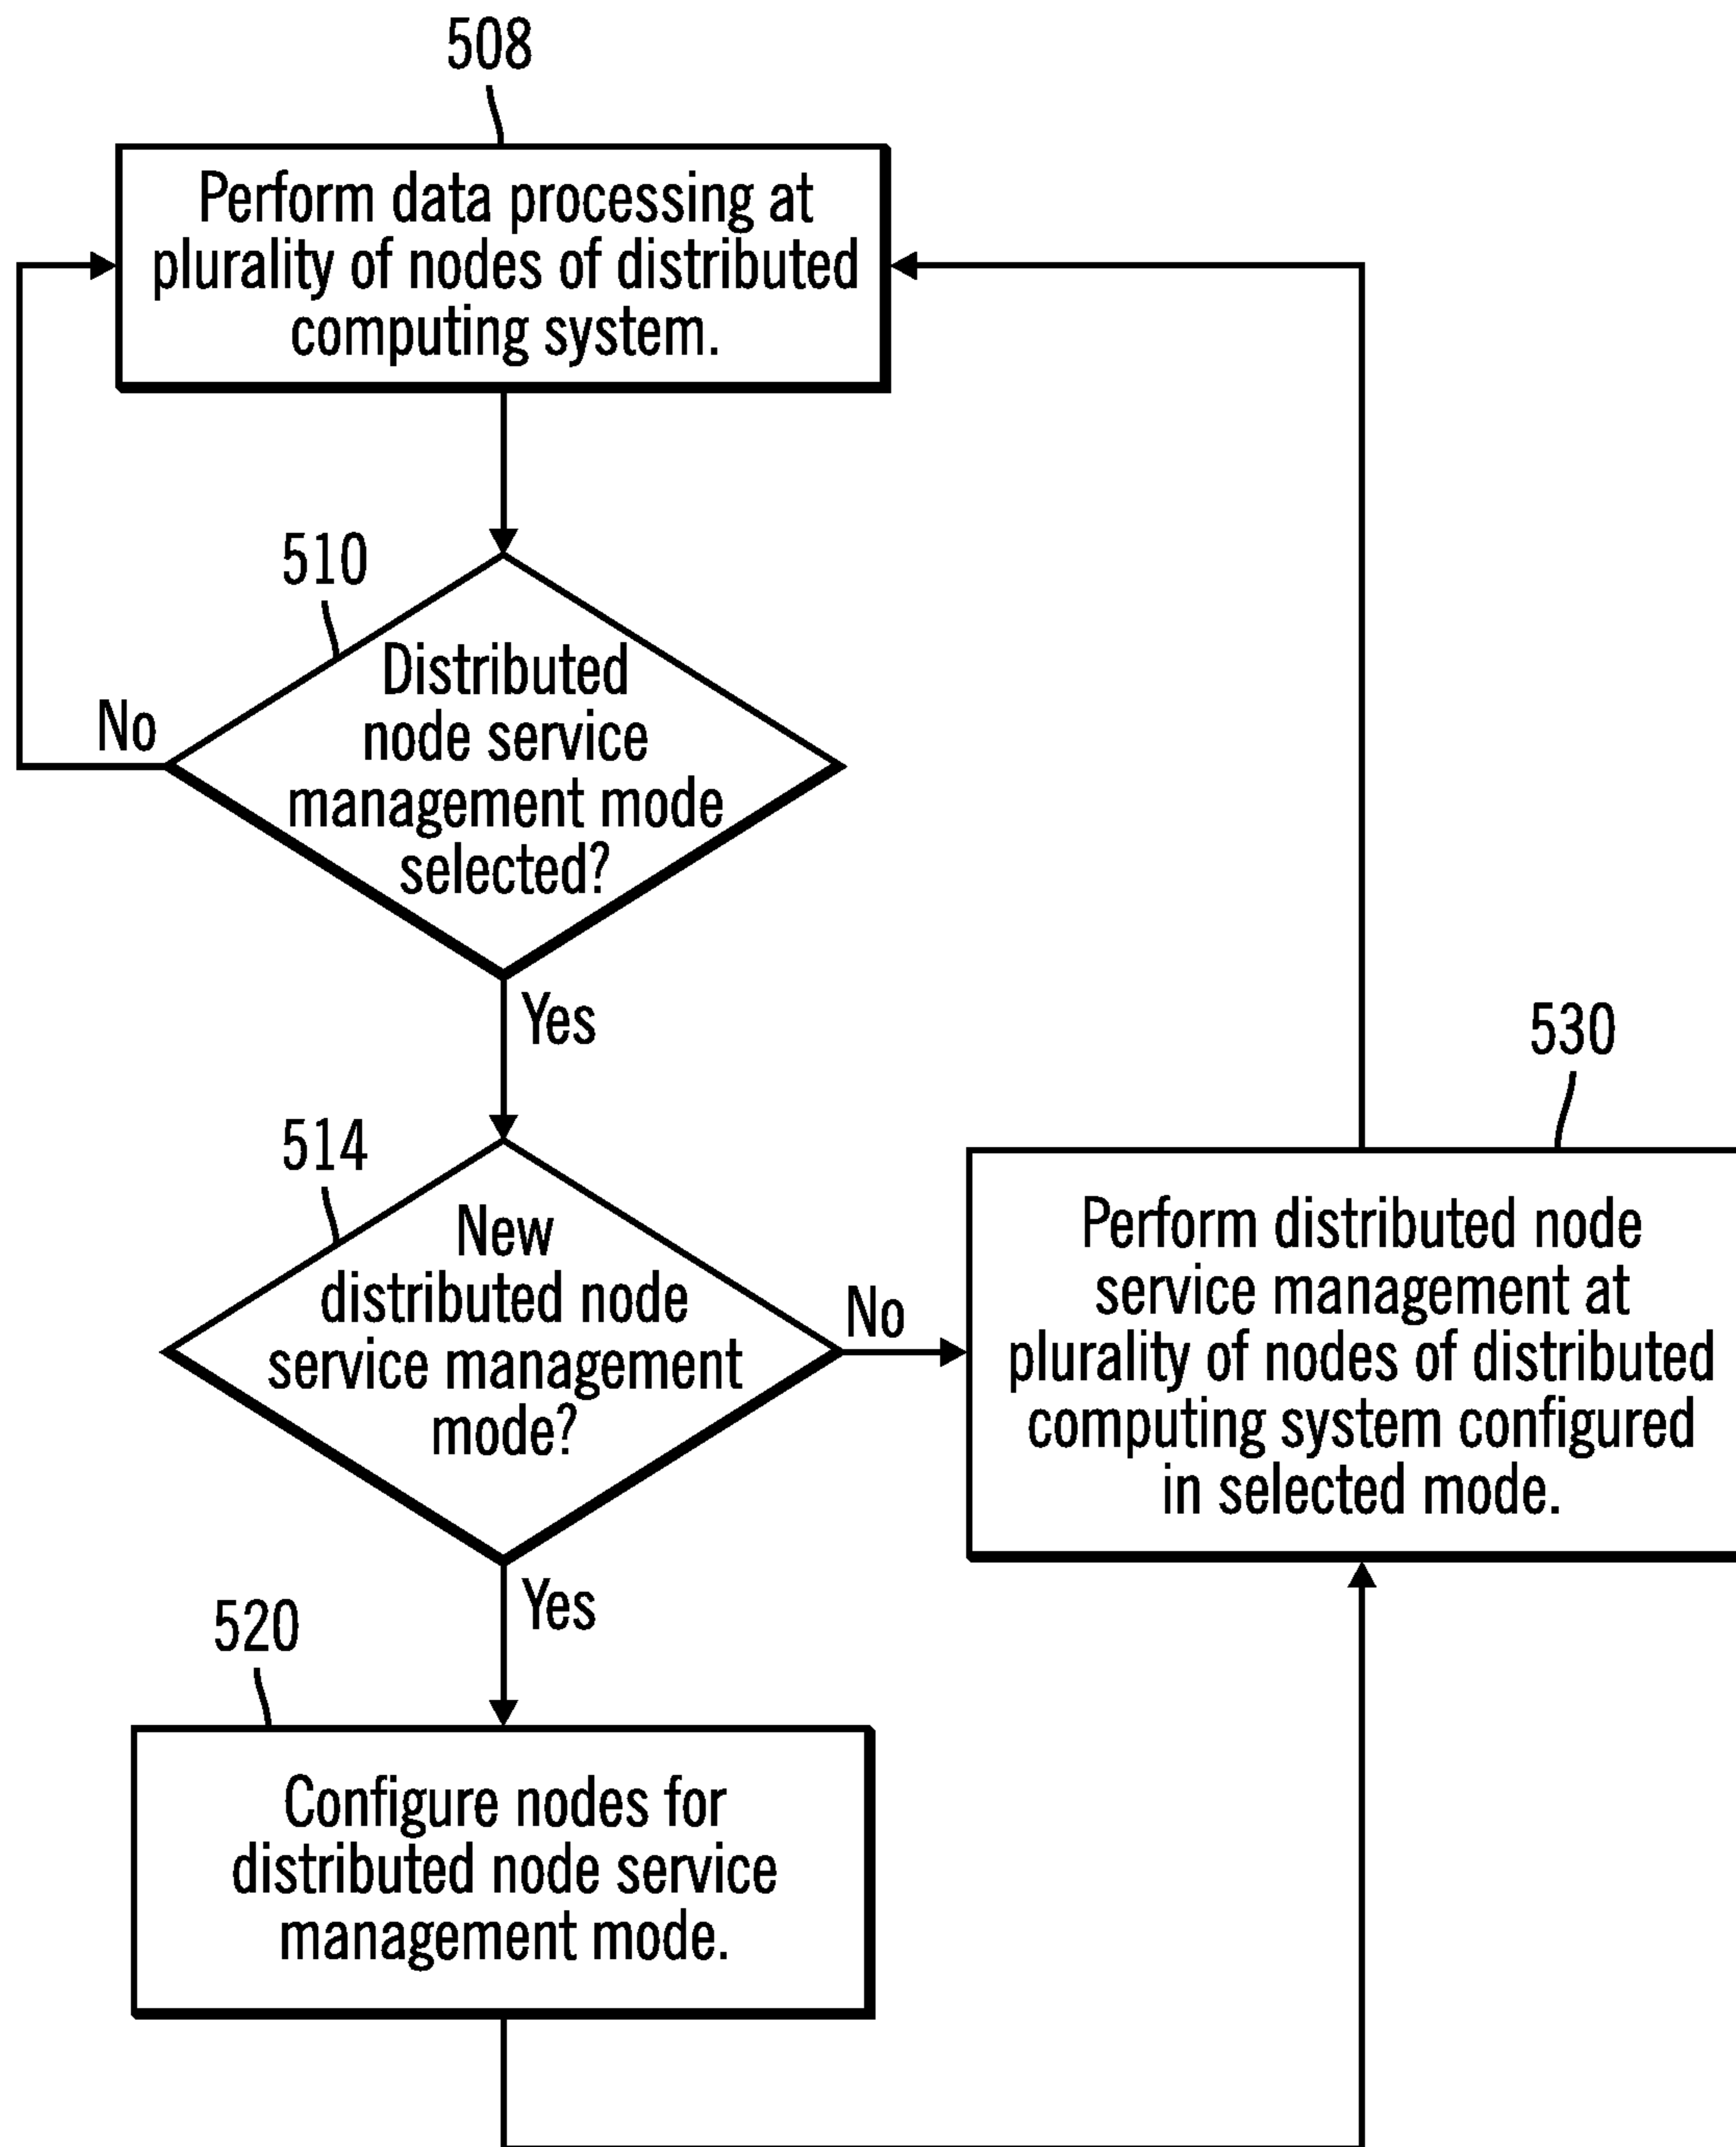 508
Perform data processing at
plurality of nodes of distributed
computing system.
510
Distributed
node service
management mode
selected?
No
Yes
514
New
distributed node
service management
mode?
No
530
Perform distributed node
service management at
plurality of nodes of distributed
computing system configured
in selected mode.
Yes
520
Configure nodes for
distributed node service
management mode.